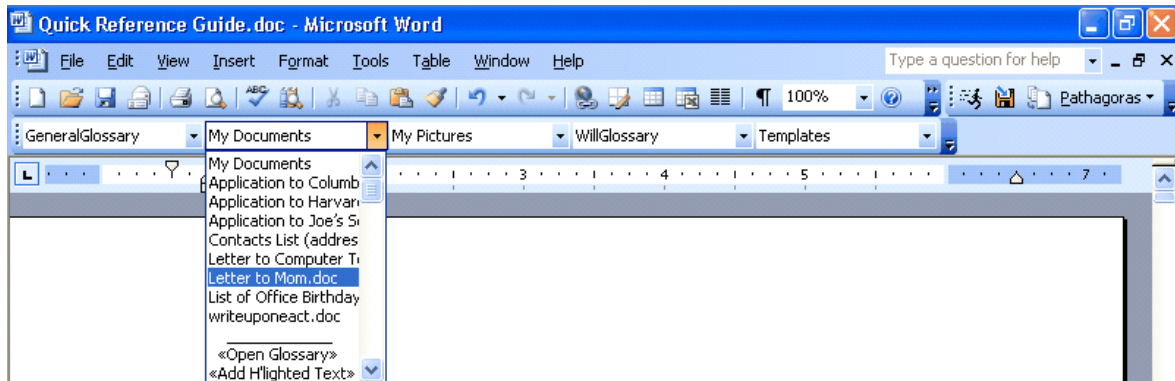 Quick Reference Guide.doc - Microsoft Word
File Edit View Insert Format Tools Table Window Help Type a question for help
ABC ¶ 100% Pathagoras
GeneralGlossary My Documents My Pictures WillGlossary Templates
My Documents
L 3 4 5 7
Application to Columb
Application to Harvar
Application to Joe's S
Contacts List (addres
Letter to Computer T
Letter to Mom.doc
List of Office Birthday
writeuponeact.doc
«Open Glossary»
«Add H'lighted Text»